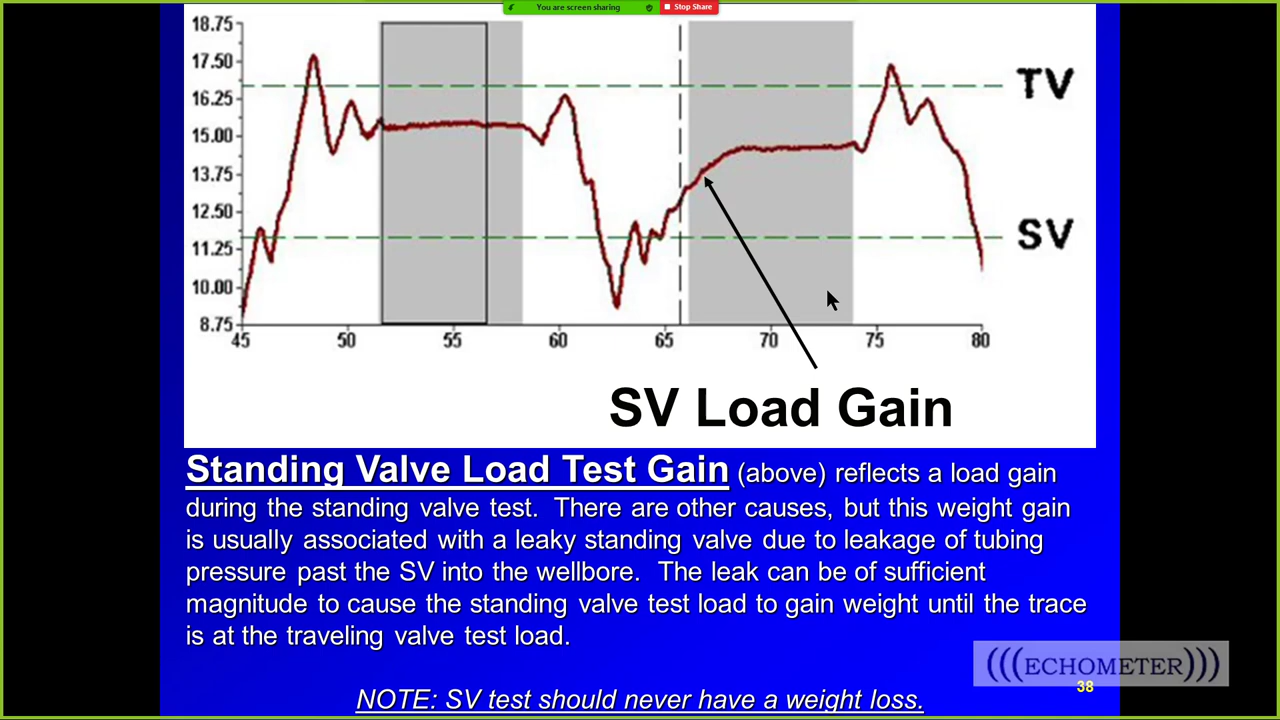 You are screen sharing
Stop Share
18.75
17.50
16.25
15.00
13.75
12.50
11.25
10.00
8.75
45
50
55
60
65
70
75
80
TV
SV
SV Load Gain
Standing Valve Load Test Gain (above) reflects a load gain
during the standing valve test. There are other causes, but this weight gain
is usually associated with a leaky standing valve due to leakage of tubing
pressure past the SV into the wellbore. The leak can be of sufficient
magnitude to cause the standing valve test load to gain weight until the trace
is at the traveling valve test load.
(((ECHOMETER)))
38
NOTE: SV test should never have a weight loss.